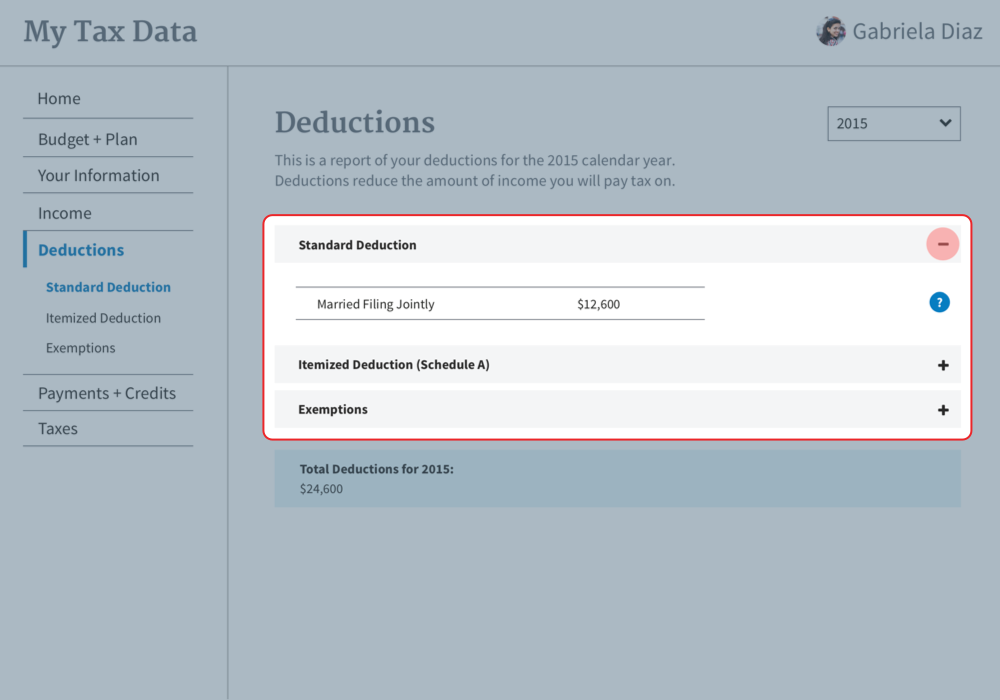 My Tax Data
Gabriela Diaz
Home
Budget + Plan
Your Information
Income
Deductions
Standard Deduction
Itemized Deduction
Exemptions
Payments + Credits
Taxes
Deductions
2015
This is a report of your deductions for the 2015 calendar year.
Deductions reduce the amount of income you will pay tax on.
Standard Deduction
Married Filing Jointly $12,600
?
Itemized Deduction (Schedule A)
Exemptions
Total Deductions for 2015:
$24,600